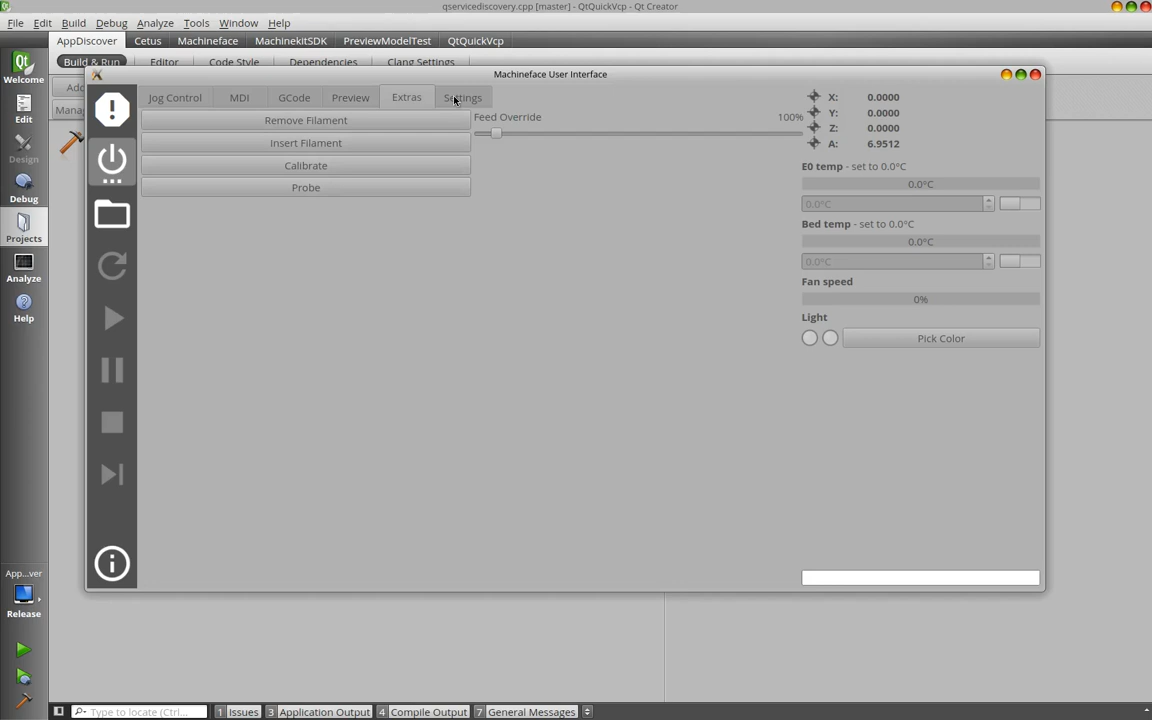 qservicediscovery.cpp [master] - QtQuickVcp - Qt Creator
File Edit Build Debug Analyze Tools Window Help
AppDiscover Cetus Machineface MachinekitSDK PreviewModelTest QtQuickVcp
Build & Run Editor Code Style Dependencies Clang Settings
Welcome
Edit
Design
Debug
Projects
Analyze
Help
App...ver
Release
Machineface User Interface
Jog Control MDI GCode Preview Extras Settings
Remove Filament
Insert Filament
Calibrate
Probe
Feed Override 100%
X: 0.0000
Y: 0.0000
Z: 0.0000
A: 6.9512
E0 temp - set to 0.0°C
0.0°C
0.0°C
Bed temp - set to 0.0°C
0.0°C
0.0°C
Fan speed
0%
Light
Pick Color
Type to locate (Ctrl... 1 Issues 3 Application Output 4 Compile Output 7 General Messages